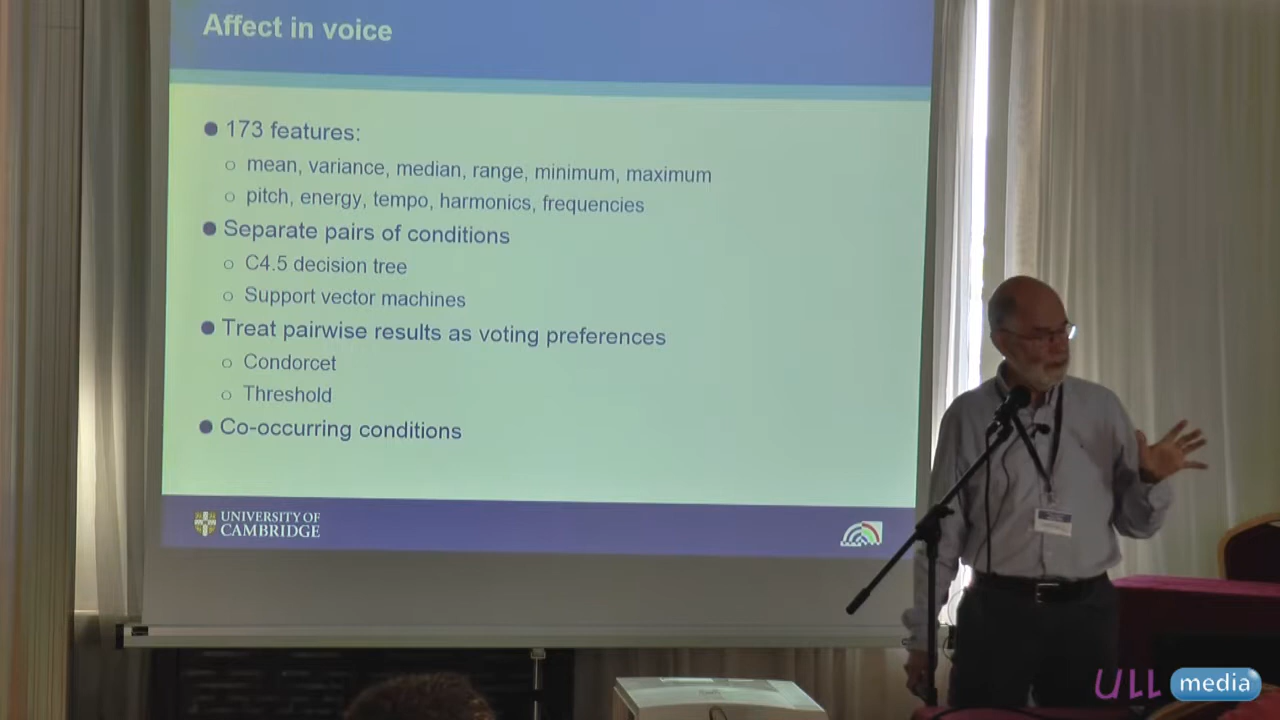 Affect in voice
● 173 features:
○ mean, variance, median, range, minimum, maximum
○ pitch, energy, tempo, harmonics, frequencies
● Separate pairs of conditions
○ C4.5 decision tree
○ Support vector machines
● Treat pairwise results as voting preferences
○ Condorcet
○ Threshold
● Co-occurring conditions
UNIVERSITY OF
CAMBRIDGE
ULL media